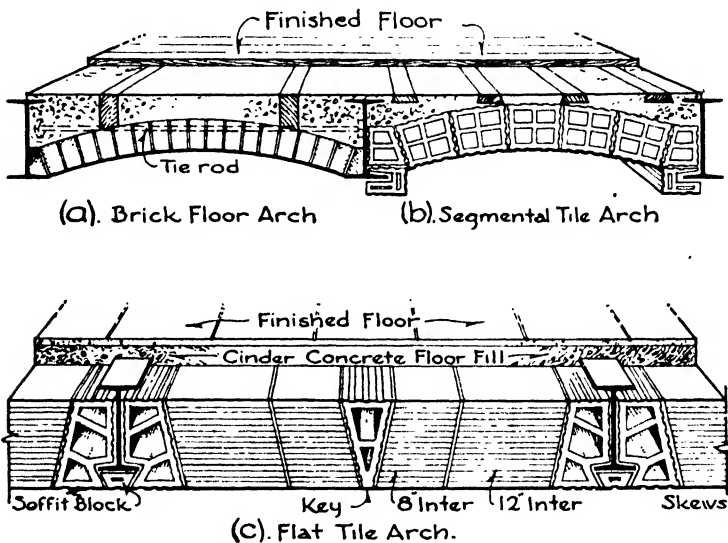 Finished Floor
Tie rod
(a). Brick Floor Arch
(b). Segmental Tile Arch
Finished Floor
Cinder Concrete Floor Fill
Soffit Block
Key
8" Inter
12" Inter
Skews
(C). Flat Tile Arch.